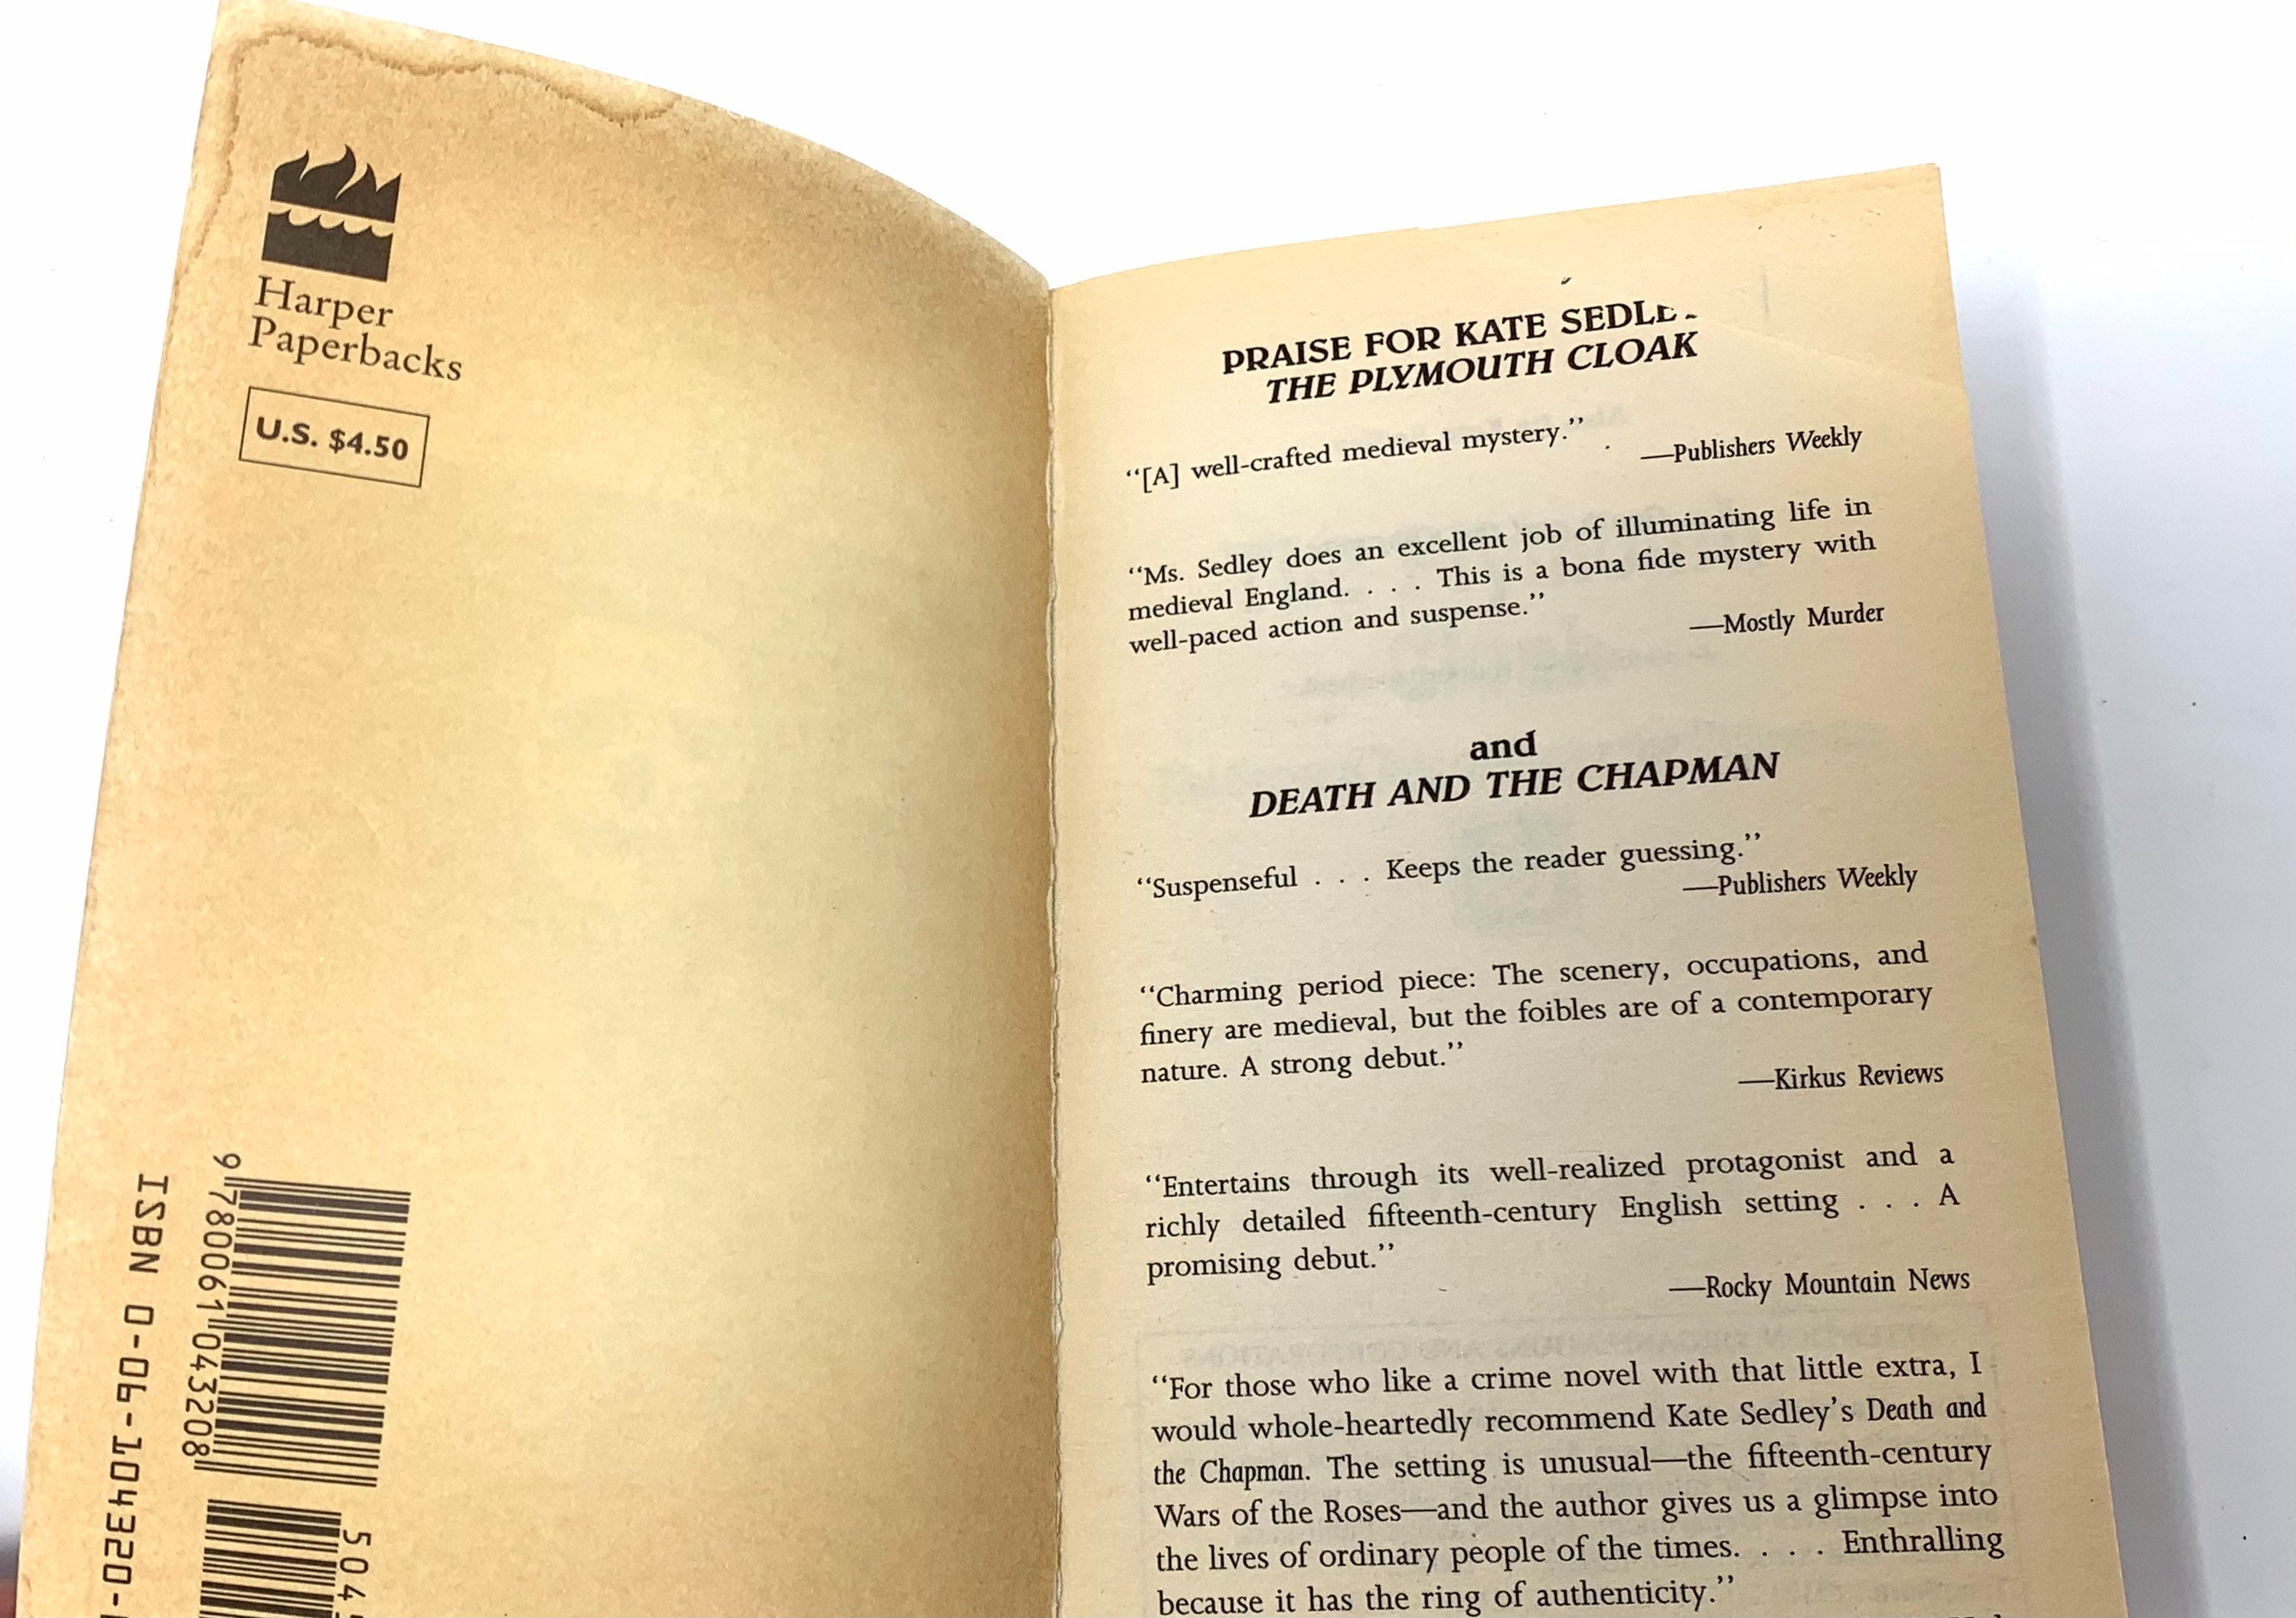 Harper
Paperbacks
U.S. $4.50
9 780061 043208
ISBN 0-06-104320-
PRAISE FOR KATE
THE PLYMOUTH CLOAK
‘‘[A] well-crafted medieval mystery.’’
—Publishers Weekly
‘‘Ms. Sedley does an excellent job of illuminating life in
medieval England. . . . This is a bona fide mystery with
well-paced action and suspense.’’
—Mostly Murder
and
DEATH AND THE CHAPMAN
‘‘Suspenseful . . . Keeps the reader guessing.’’
—Publishers Weekly
‘‘Charming period piece: The scenery, occupations, and
finery are medieval, but the foibles are of a contemporary
nature. A strong debut.’’
—Kirkus Reviews
‘‘Entertains through its well-realized protagonist and a
richly detailed fifteenth-century English setting . . . A
promising debut.’’
—Rocky Mountain News
‘‘For those who like a crime novel with that little extra, I
would whole-heartedly recommend Kate Sedley's Death and
the Chapman. The setting is unusual—the fifteenth-century
Wars of the Roses—and the author gives us a glimpse into
the lives of ordinary people of the times. . . . Enthralling
because it has the ring of authenticity.’’